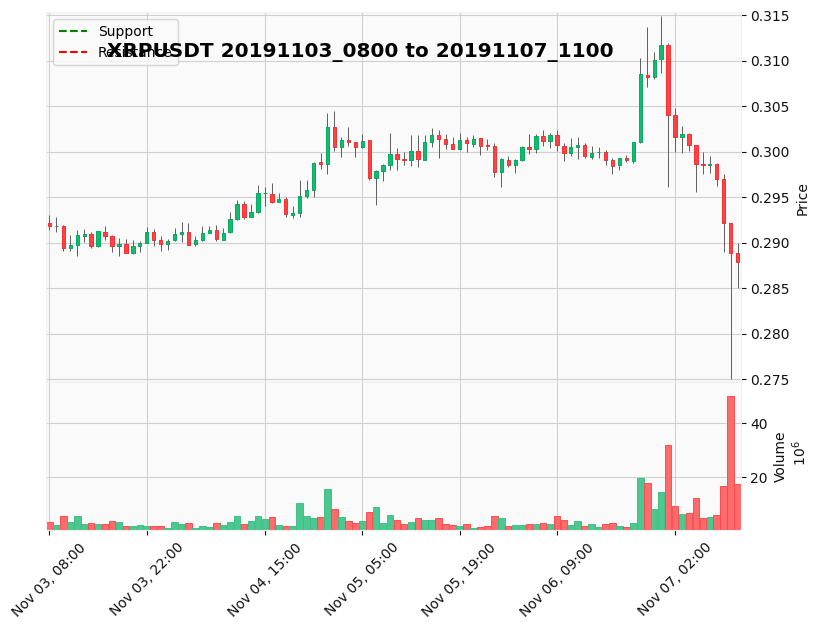 Support
Resistance
XRPUSDT 20191103_0800 to 20191107_1100
0.315
0.310
0.305
0.300
0.295
0.290
0.285
0.280
0.275
Price
40
20
Volume
10^6
Nov 03, 08:00
Nov 03, 22:00
Nov 04, 15:00
Nov 05, 05:00
Nov 05, 19:00
Nov 06, 09:00
Nov 07, 02:00